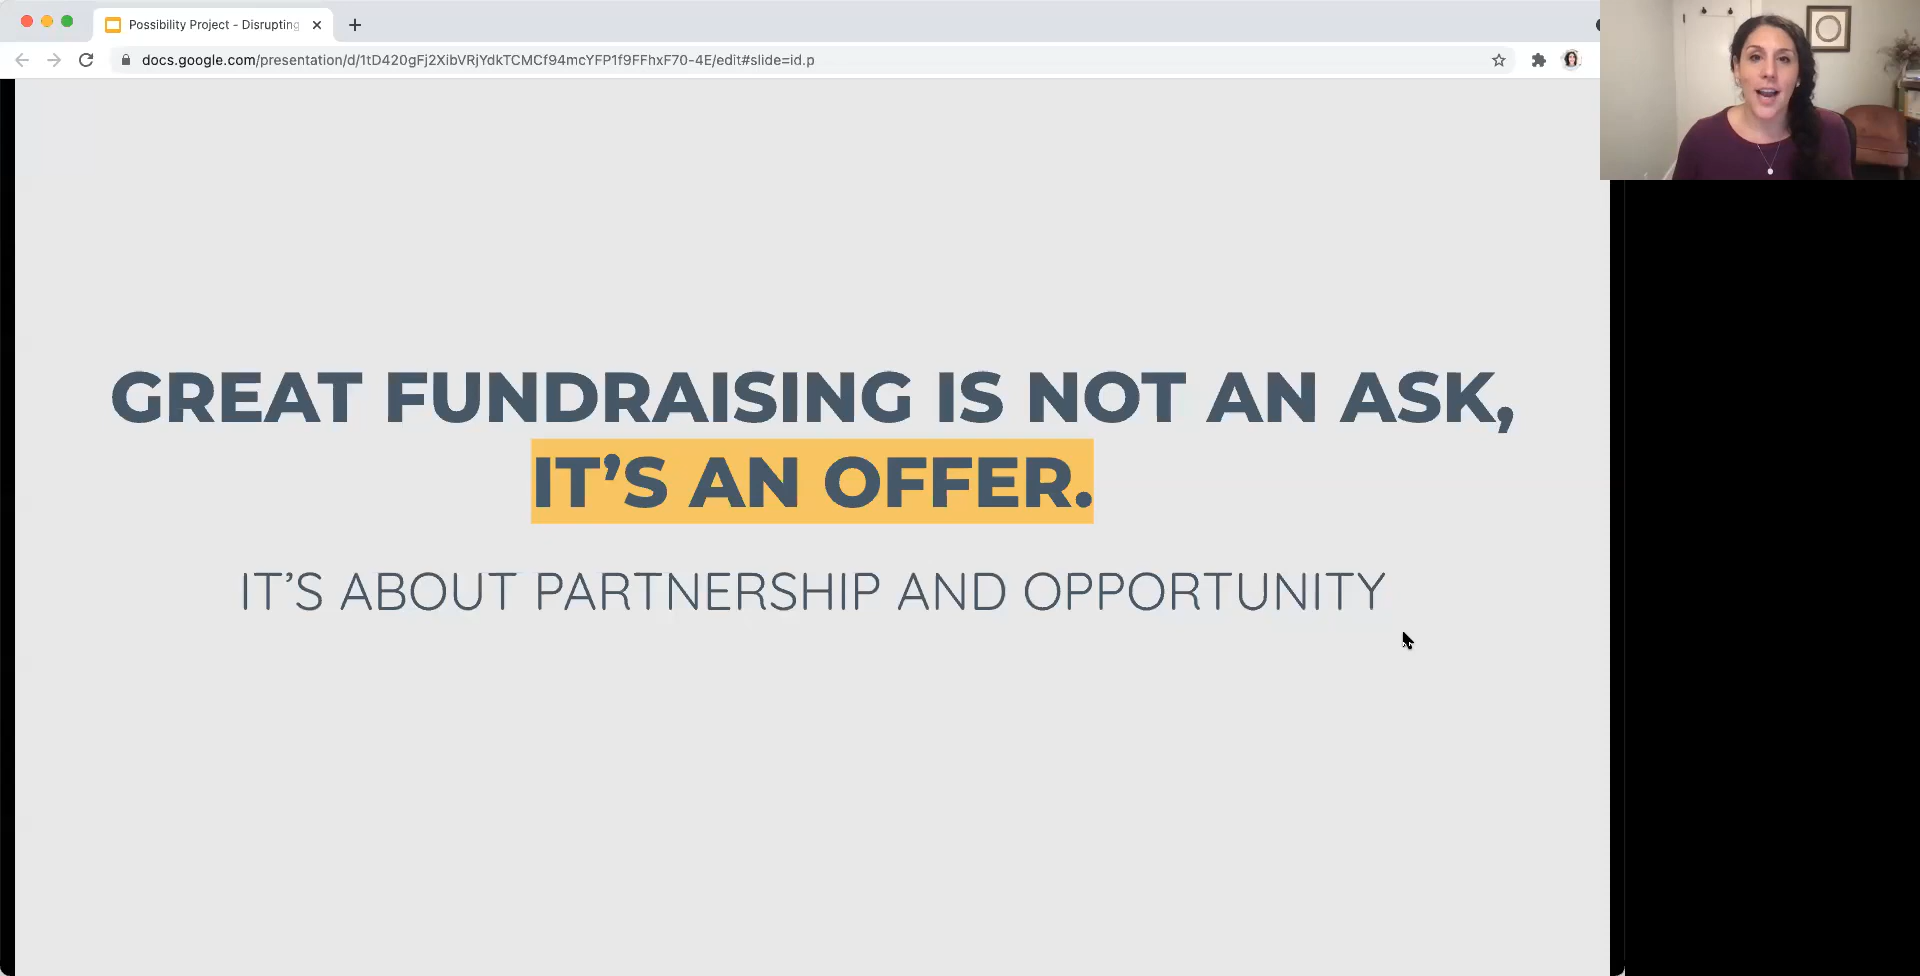 Possibility Project - Disrupting
docs.google.com/presentation/d/1tD420gFj2XibVRjYdkTCMCf94mcYFP1f9FFhxF70-4E/edit#slide=id.p
GREAT FUNDRAISING IS NOT AN ASK,
IT’S AN OFFER.
IT’S ABOUT PARTNERSHIP AND OPPORTUNITY